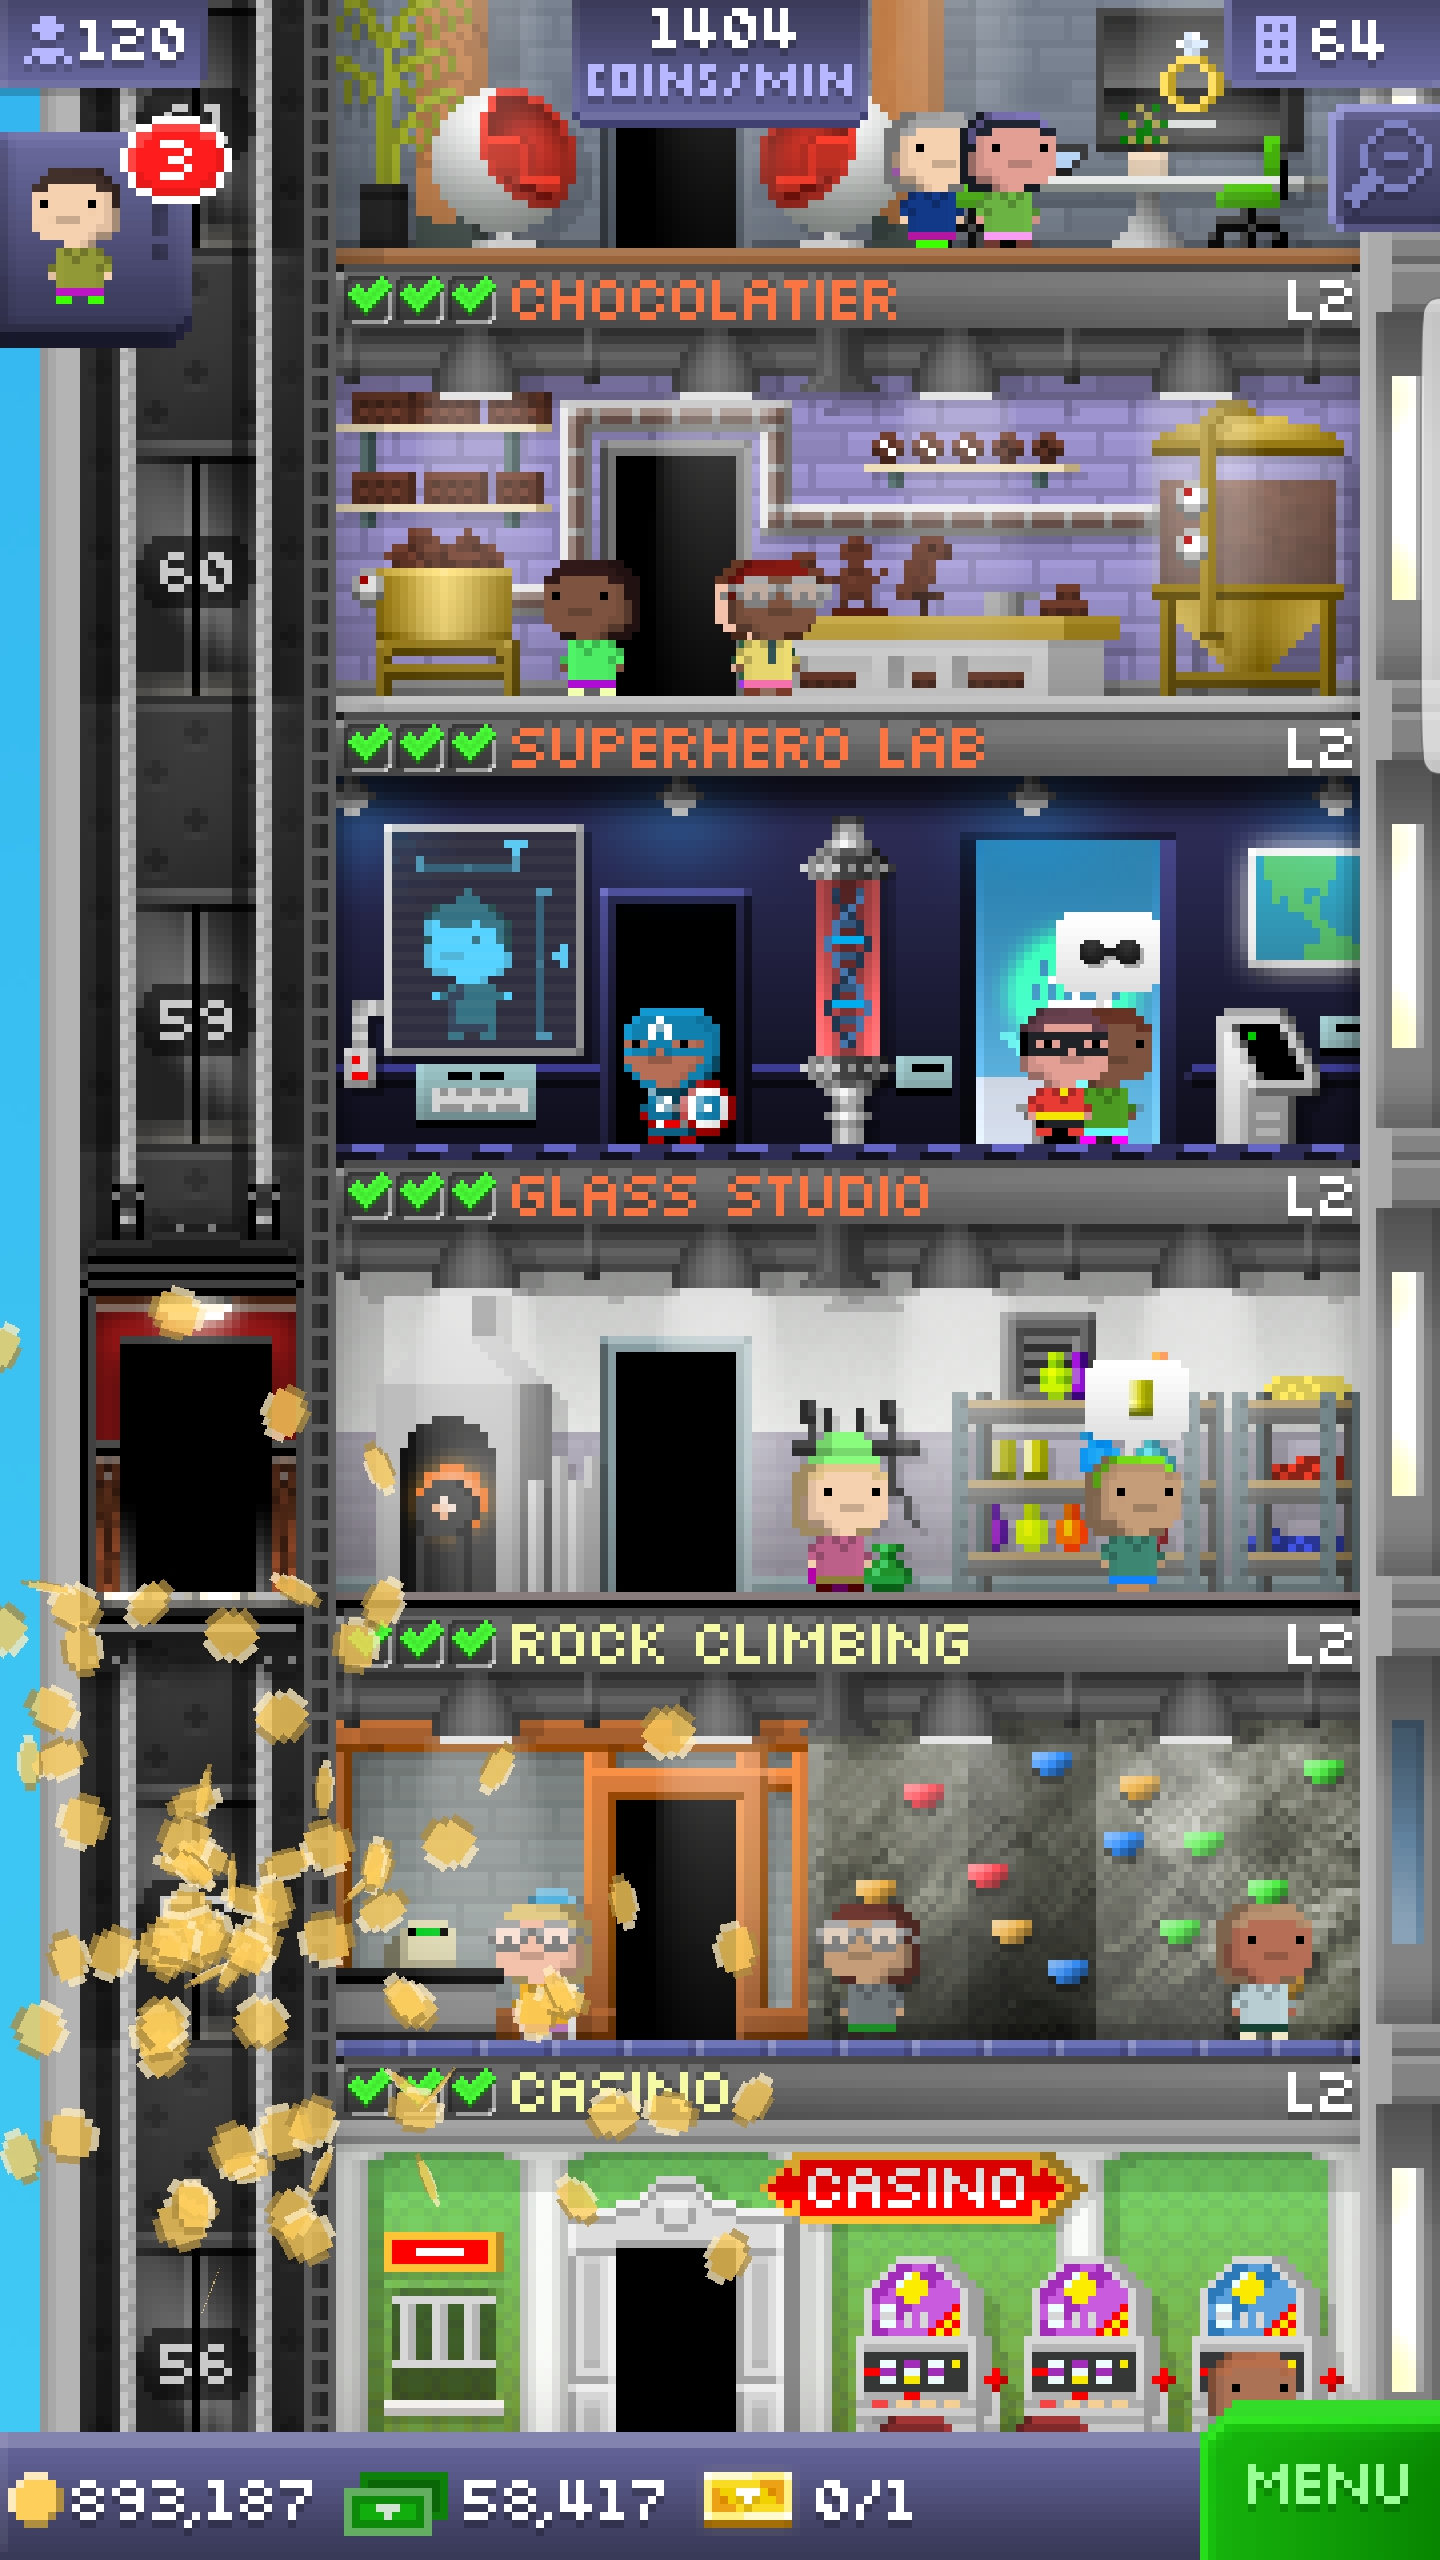 120
1404
COINS/MIN
64
3
CHOCOLATIER L2
60
SUPERHERO LAB L2
A
59
GLASS STUDIO L2
ROCK CLIMBING L2
CASINO L2
CASINO
56
893,187 58,417 0/1
MENU